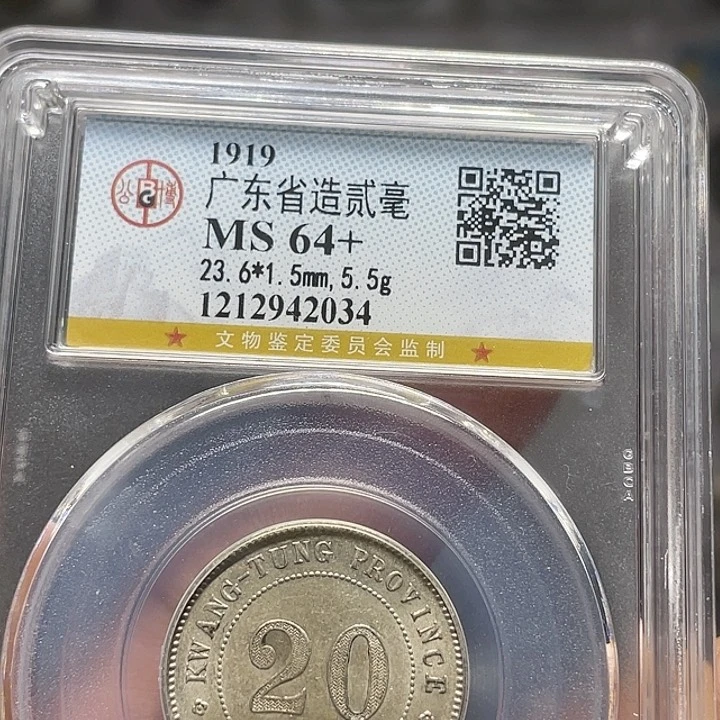 1919
广东省造贰毫
MS 64+
23.6*1.5mm,5.5g
1212942034
文物鉴定委员会监制
GBCA
KWANG-TUNG PROVINCE
20